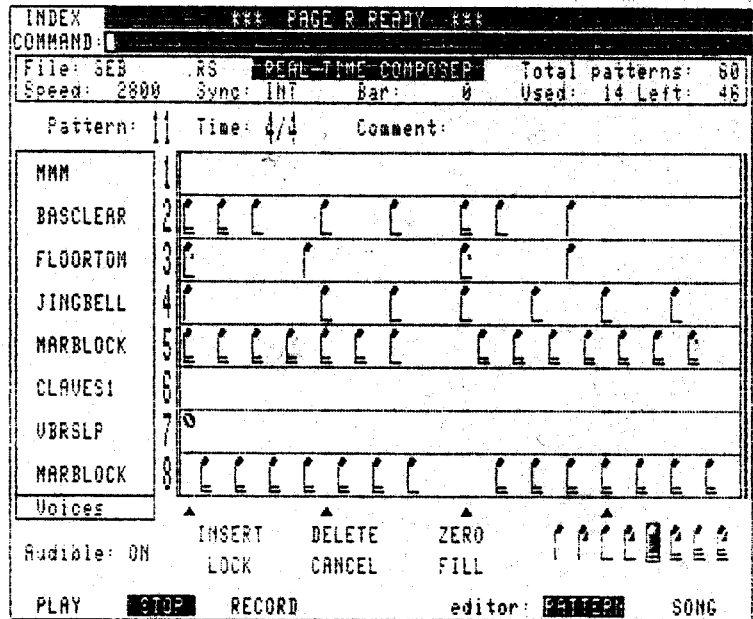 INDEX *** PAGE R READY ***
COMMAND:
File: SEB .RS REAL-TIME COMPOSER Total patterns: 60
Speed: 2800 Sync: INT Bar: 0 Used: 14 Left: 46
Pattern: 11 Time: 4/4 Comment:
MMM 1
BASCLEAR 2
FLOORTOM 3
JINGBELL 4
MARBLOCK 5
CLAVES1 6
VBRSLP 7
MARBLOCK 8
Voices
INSERT DELETE ZERO
Audible: ON
LOCK CANCEL FILL
PLAY STOP RECORD editor: PATTERN SONG